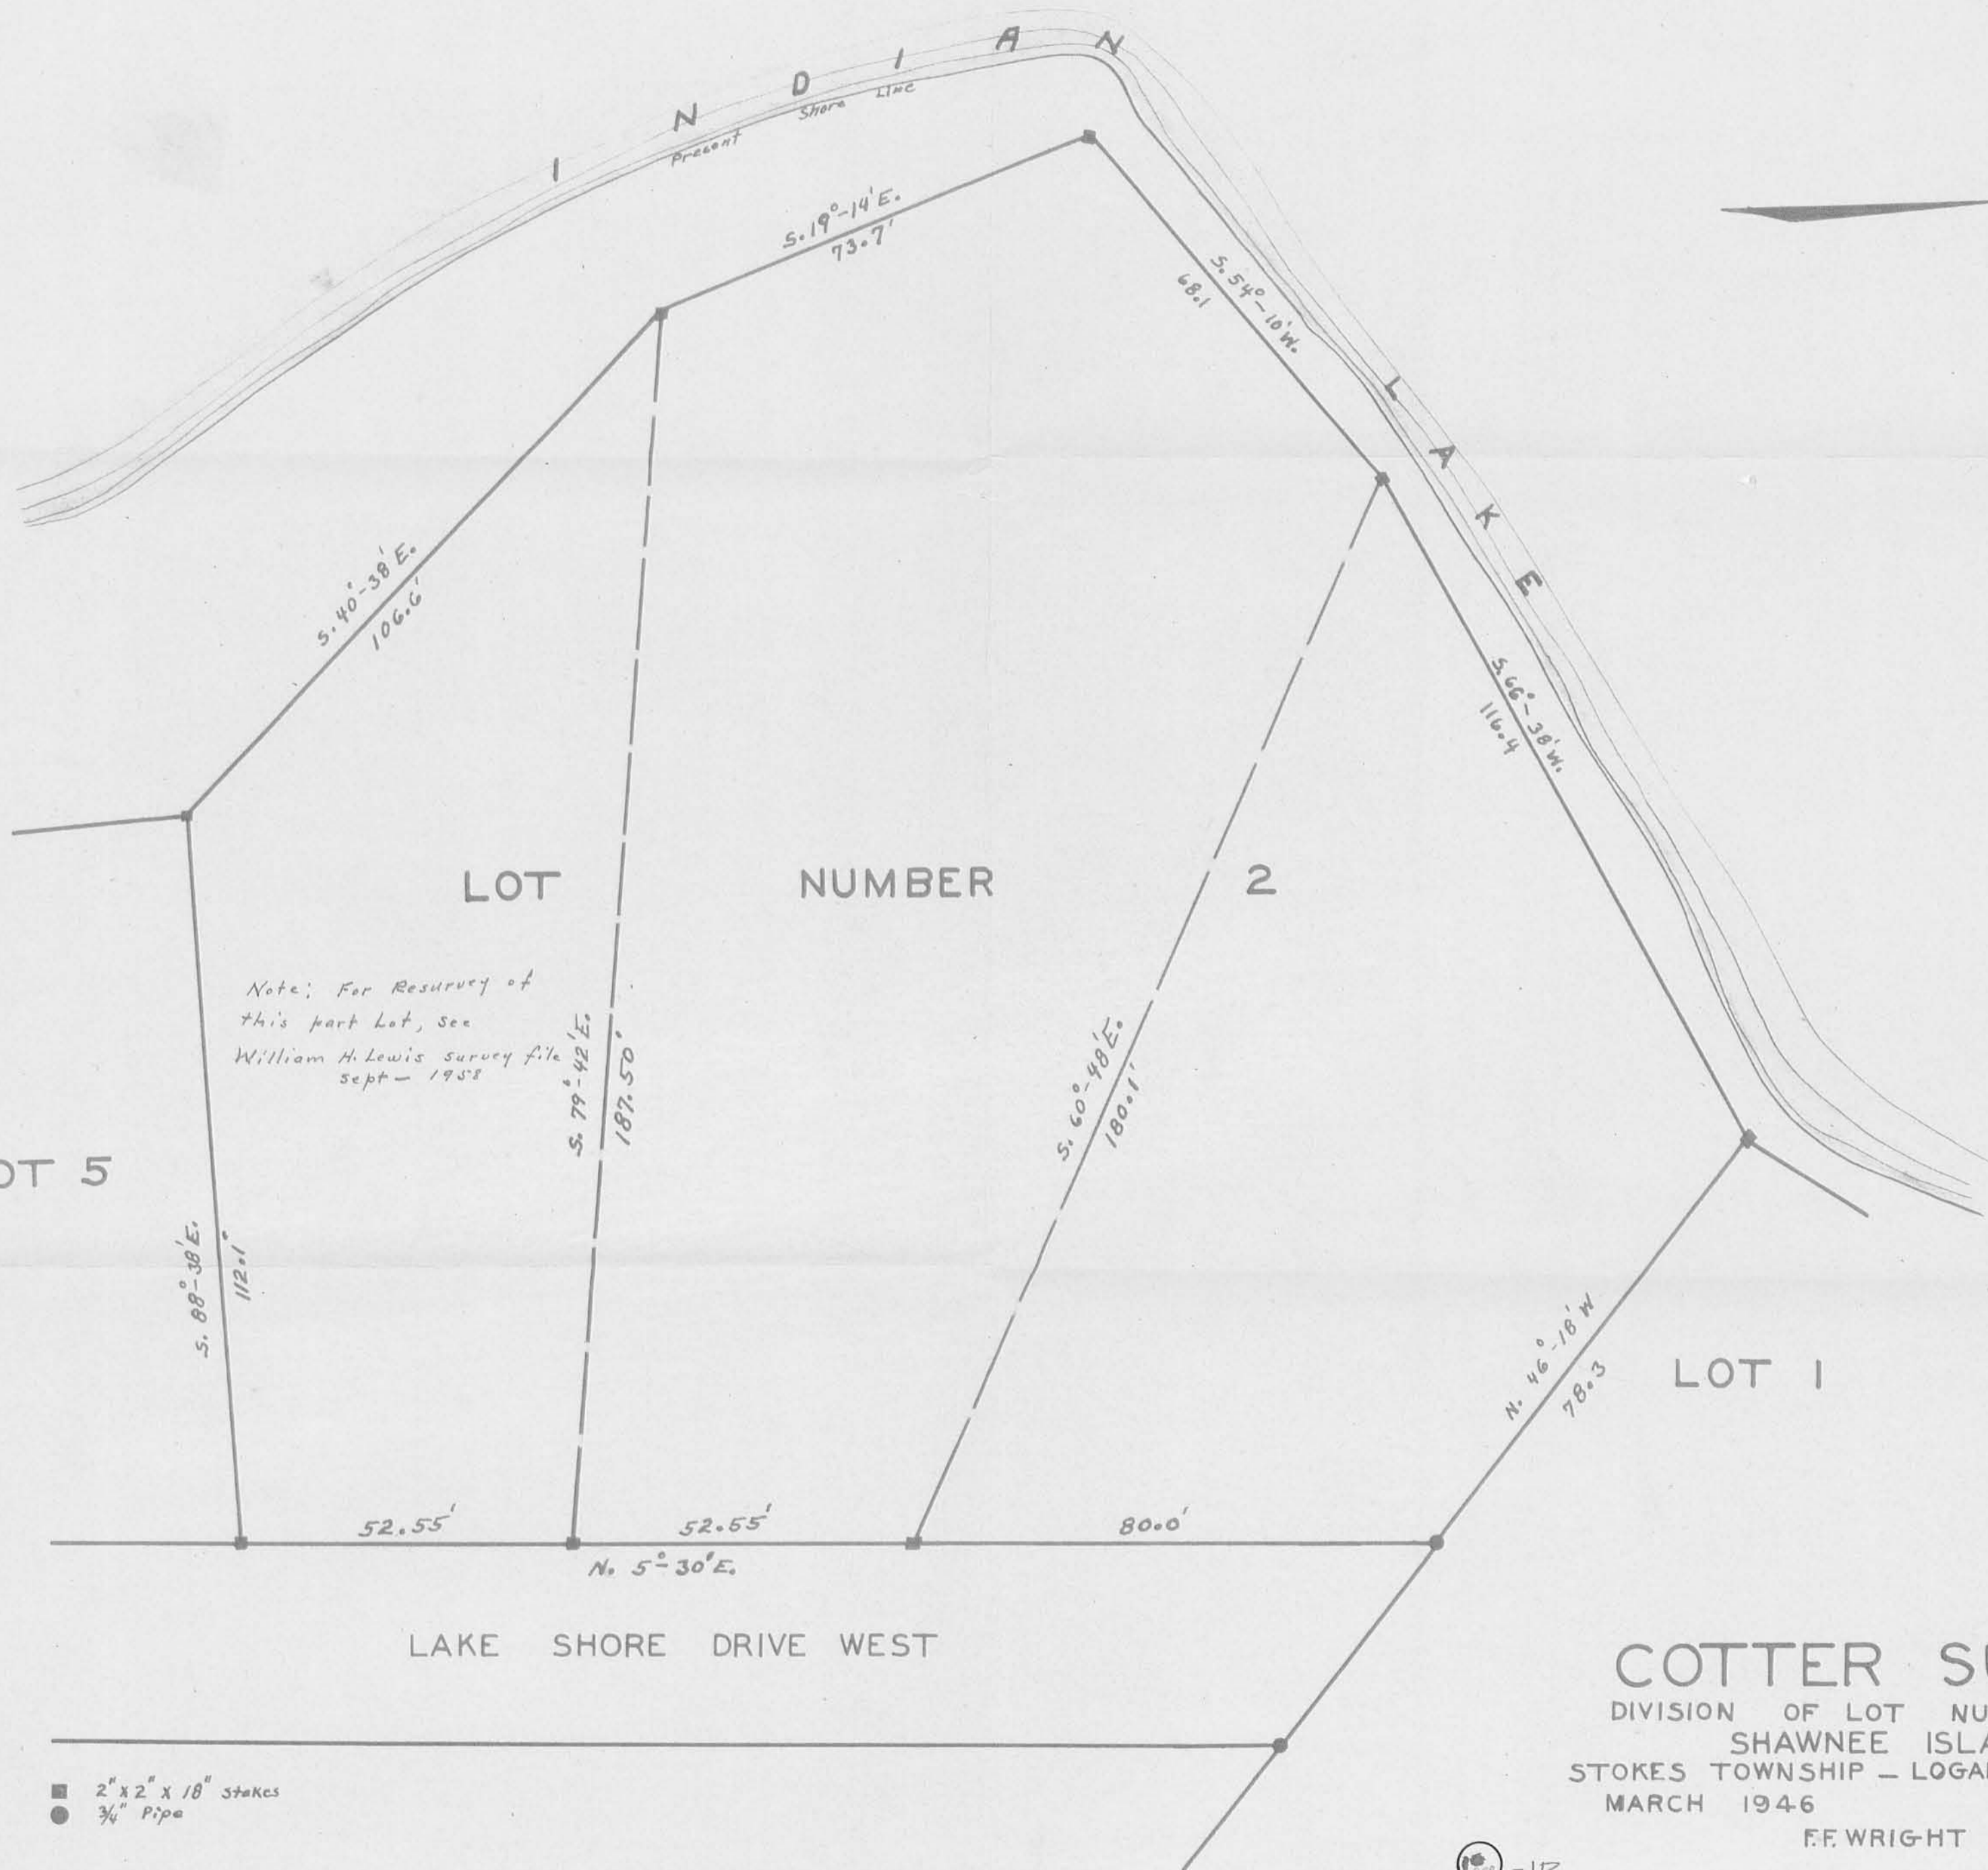 I N D I A N
Present Shore Line
S. 19°-14' E.
73.7'
S. 54°-10' W.
68.1
L A K E
S. 40°-38' E.
106.6'
S. 66°-38' W.
116.4
LOT NUMBER 2
Note: For Resurvey of
this part Lot, see
William H. Lewis survey file
Sept - 1958
S. 79°-42' E.
187.50'
S. 60°-48' E.
180.1'
OT 5
S. 88°-38' E.
112.1'
N. 46°-18' W
78.3
LOT 1
52.55' 52.55' 80.0'
N. 5°-30' E.
LAKE SHORE DRIVE WEST
■ 2" x 2" x 18" Stakes
● 3/4" Pipe
COTTER SU
DIVISION OF LOT NU
SHAWNEE ISLA
STOKES TOWNSHIP - LOGA
MARCH 1946
F.F. WRIGHT